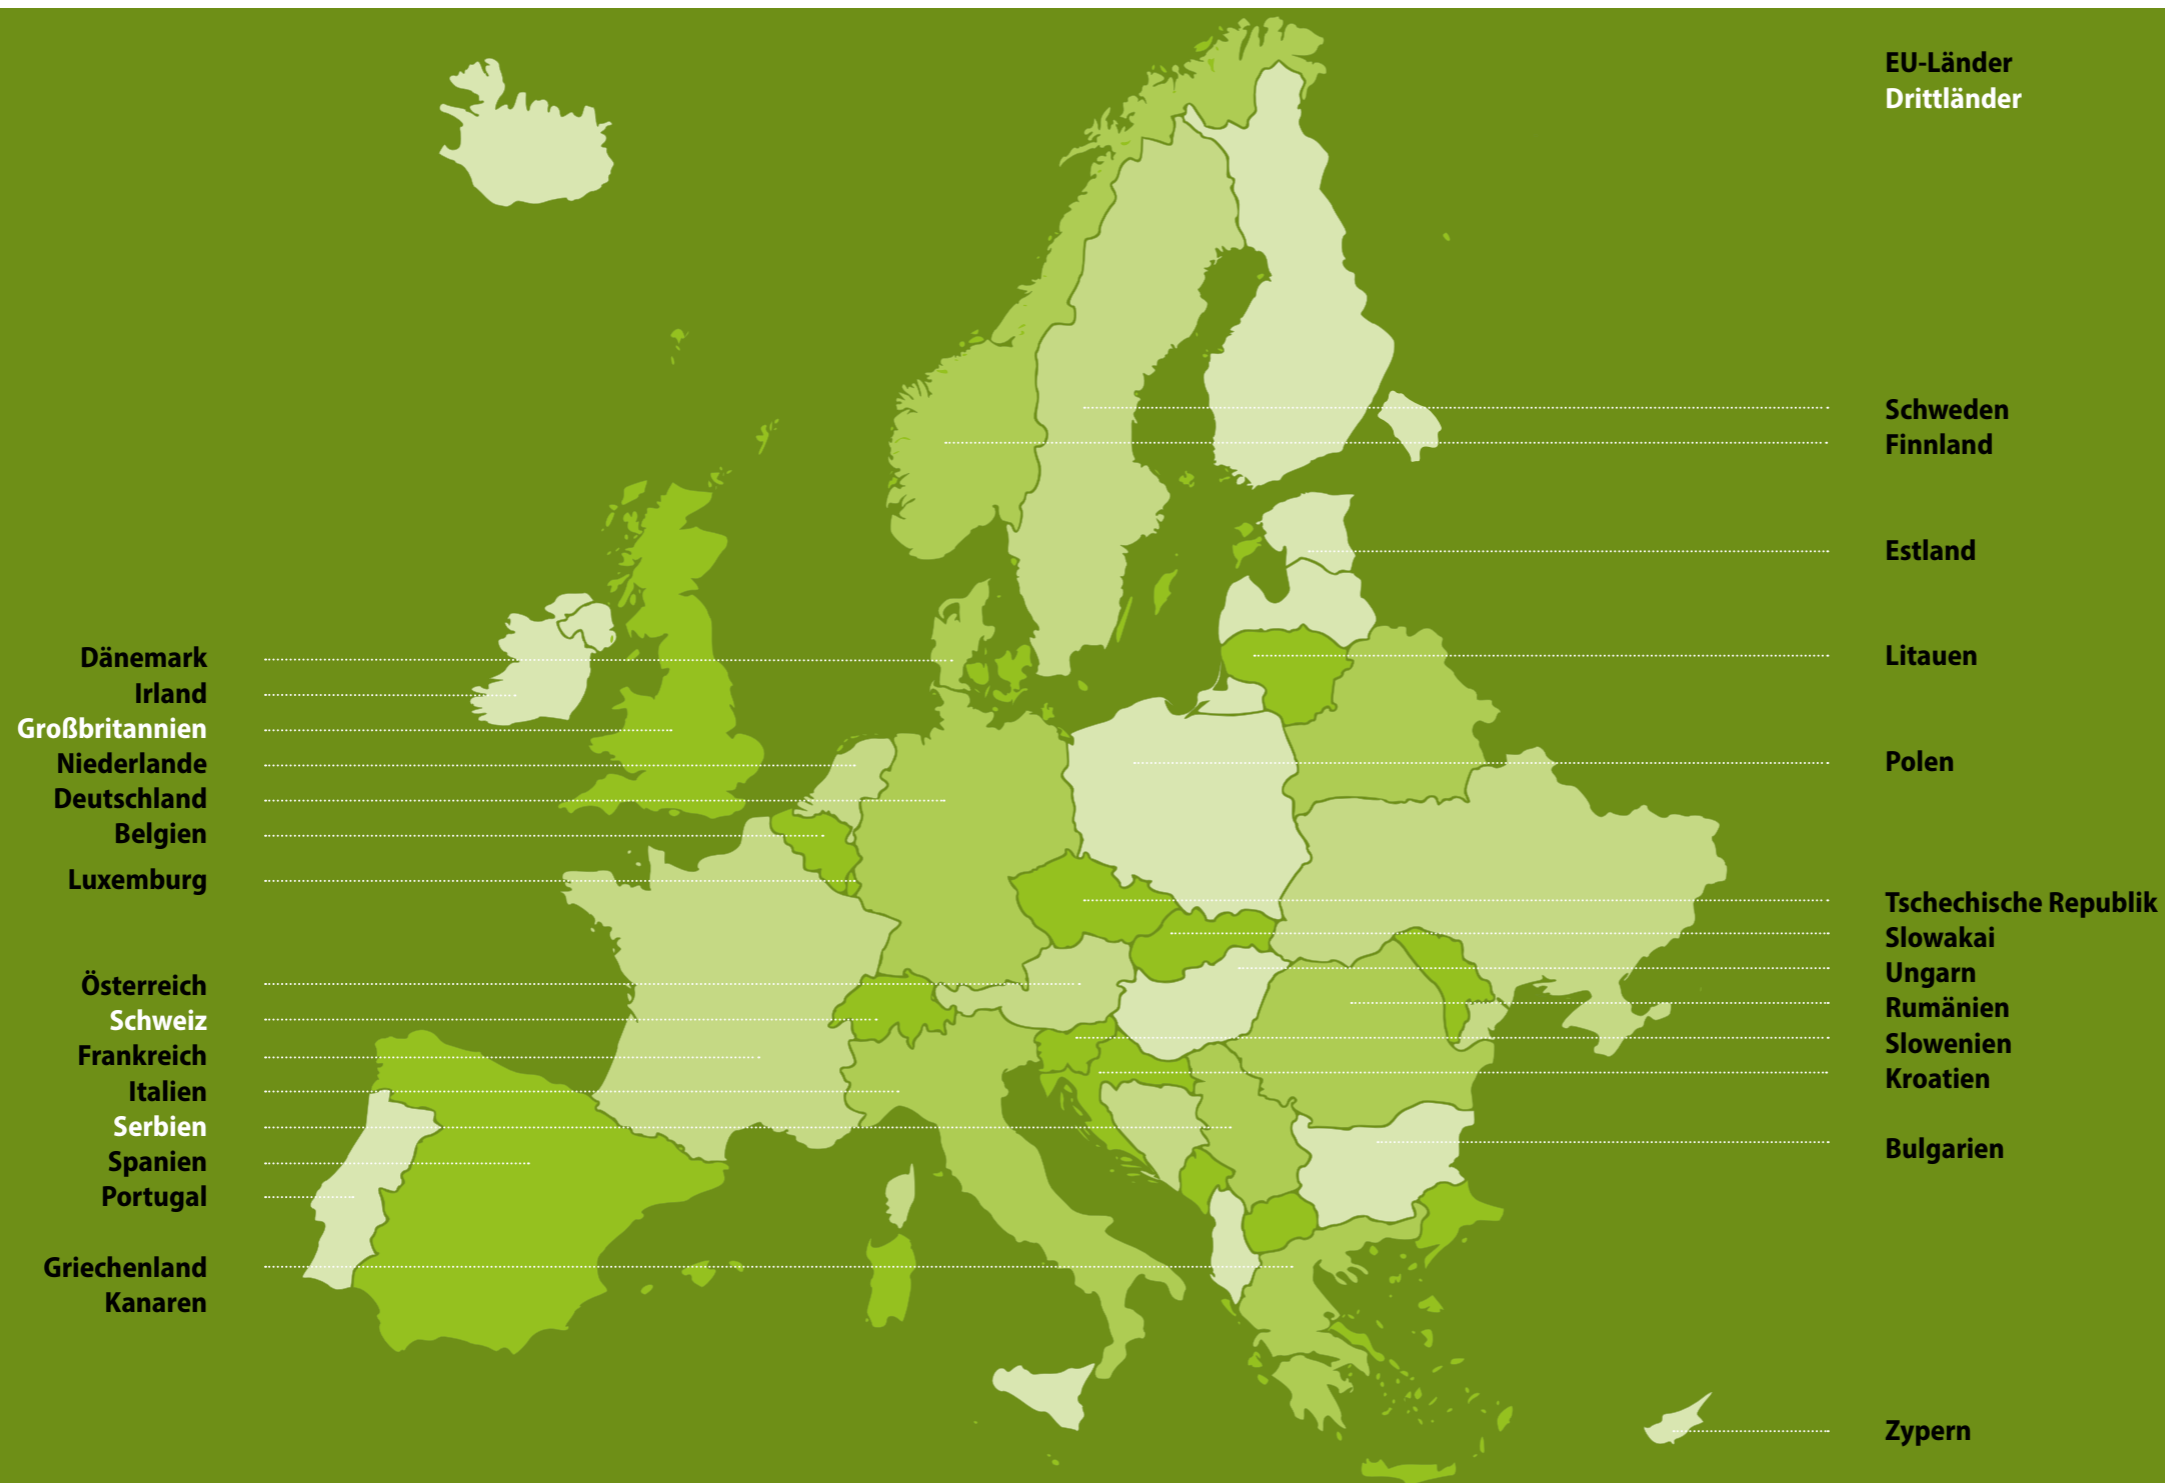 EU-Länder
Drittländer
Schweden
Finnland
Estland
Litauen
Polen
Tschechische Republik
Slowakai
Ungarn
Rumänien
Slowenien
Kroatien
Bulgarien
Zypern
Dänemark
Irland
Großbritannien
Niederlande
Deutschland
Belgien
Luxemburg
Österreich
Schweiz
Frankreich
Italien
Serbien
Spanien
Portugal
Griechenland
Kanaren